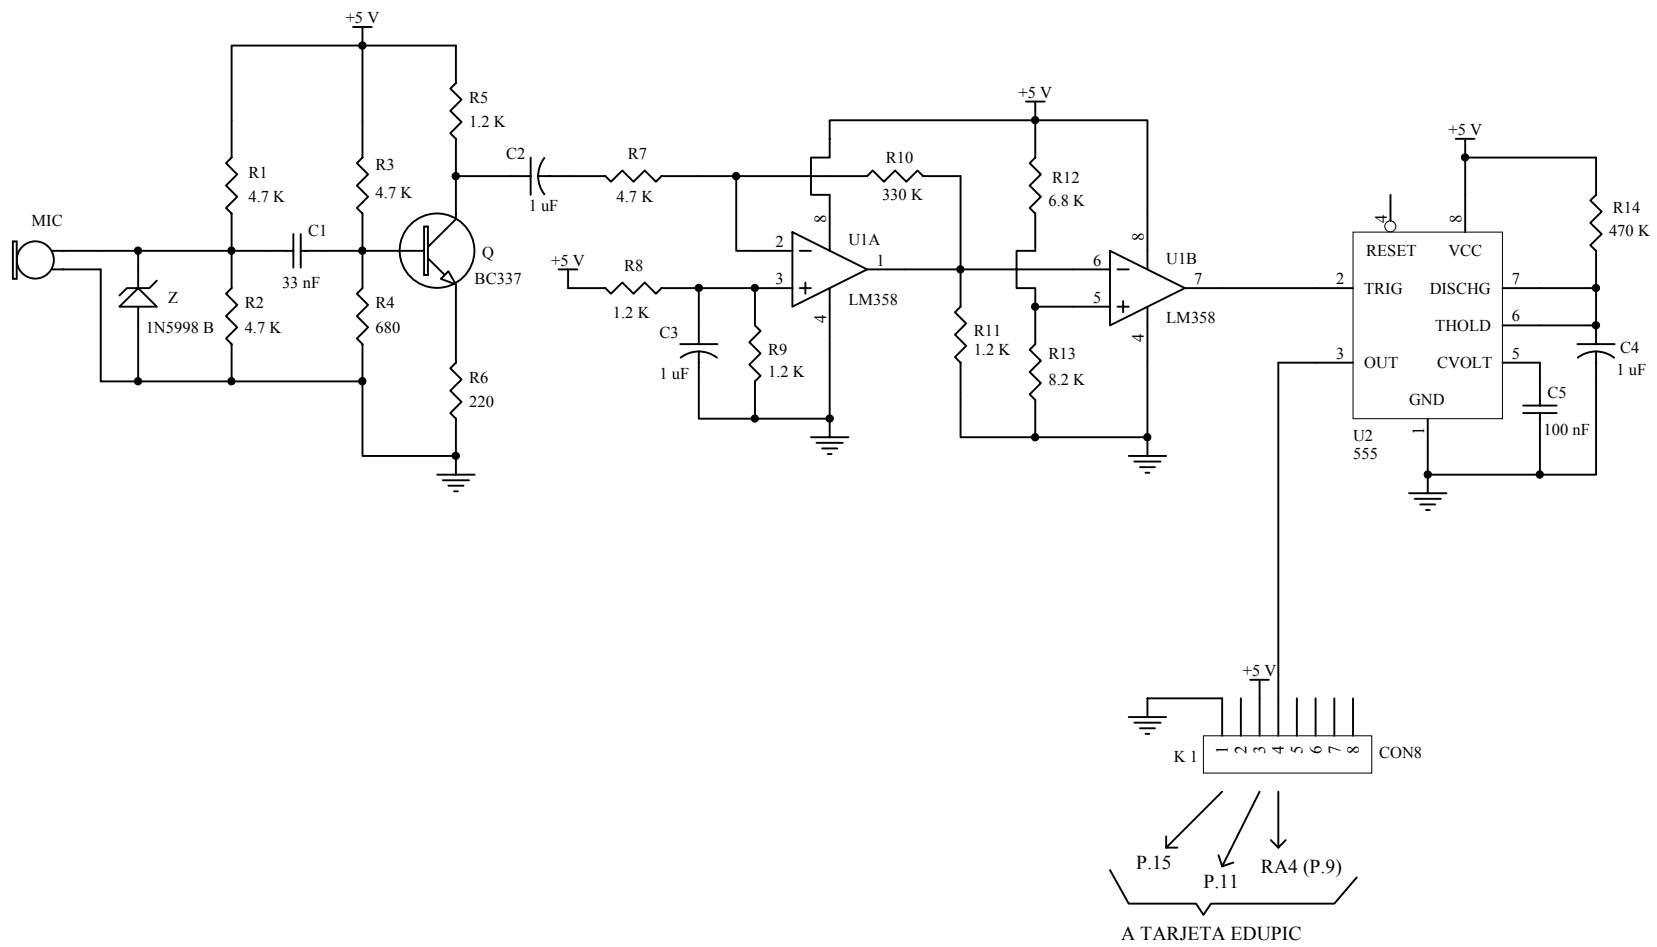 +5 V
R5
1.2 K
R1
4.7 K
R3
4.7 K
MIC
C1
33 nF
Z
1N5998 B
R2
4.7 K
R4
680
Q
BC337
R6
220
C2
1 uF
R7
4.7 K
+5 V
R8
1.2 K
C3
1 uF
R9
1.2 K
2
3
8
4
1
U1A
LM358
R10
330 K
+5 V
R12
6.8 K
R11
1.2 K
R13
8.2 K
6
5
8
4
7
U1B
LM358
+5 V
R14
470 K
4
8
RESET
VCC
2
TRIG
DISCHG
7
THOLD
6
3
OUT
CVOLT
5
GND
1
U2
555
C4
1 uF
C5
100 nF
+5 V
K 1
1
2
3
4
5
6
7
8
CON8
P.15
P.11
RA4 (P.9)
A TARJETA EDUPIC